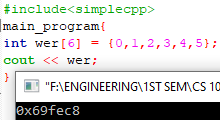 #include<simplecpp>
main_program{
int wer[6] = {0,1,2,3,4,5};
cout << wer;
}
"F:\ENGINEERING\1ST SEM\CS 10
0x69fec8